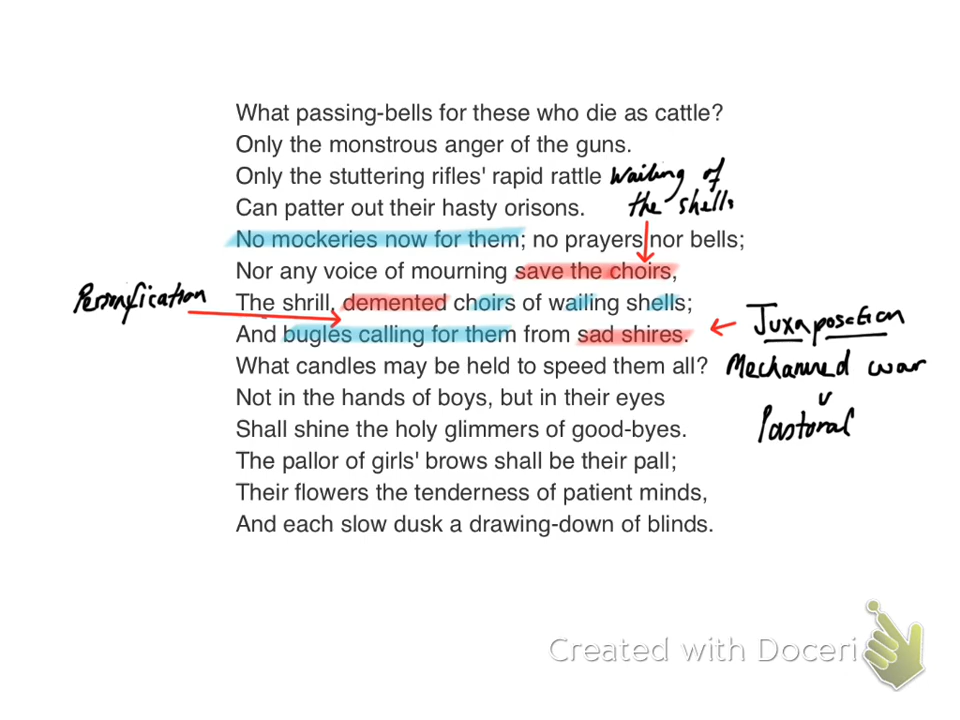 What passing-bells for these who die as cattle?
Only the monstrous anger of the guns.
Only the stuttering rifles' rapid rattle
Wailing of
Can patter out their hasty orisons.
the shells
No mockeries now for them; no prayers nor bells;
Nor any voice of mourning save the choirs,
Personification
The shrill, demented choirs of wailing shells;
And bugles calling for them from sad shires.
Juxaposetion
What candles may be held to speed them all?
Mechanised war
Not in the hands of boys, but in their eyes
v
Shall shine the holy glimmers of good-byes.
Pastoral
The pallor of girls' brows shall be their pall;
Their flowers the tenderness of patient minds,
And each slow dusk a drawing-down of blinds.
Created with Doceri